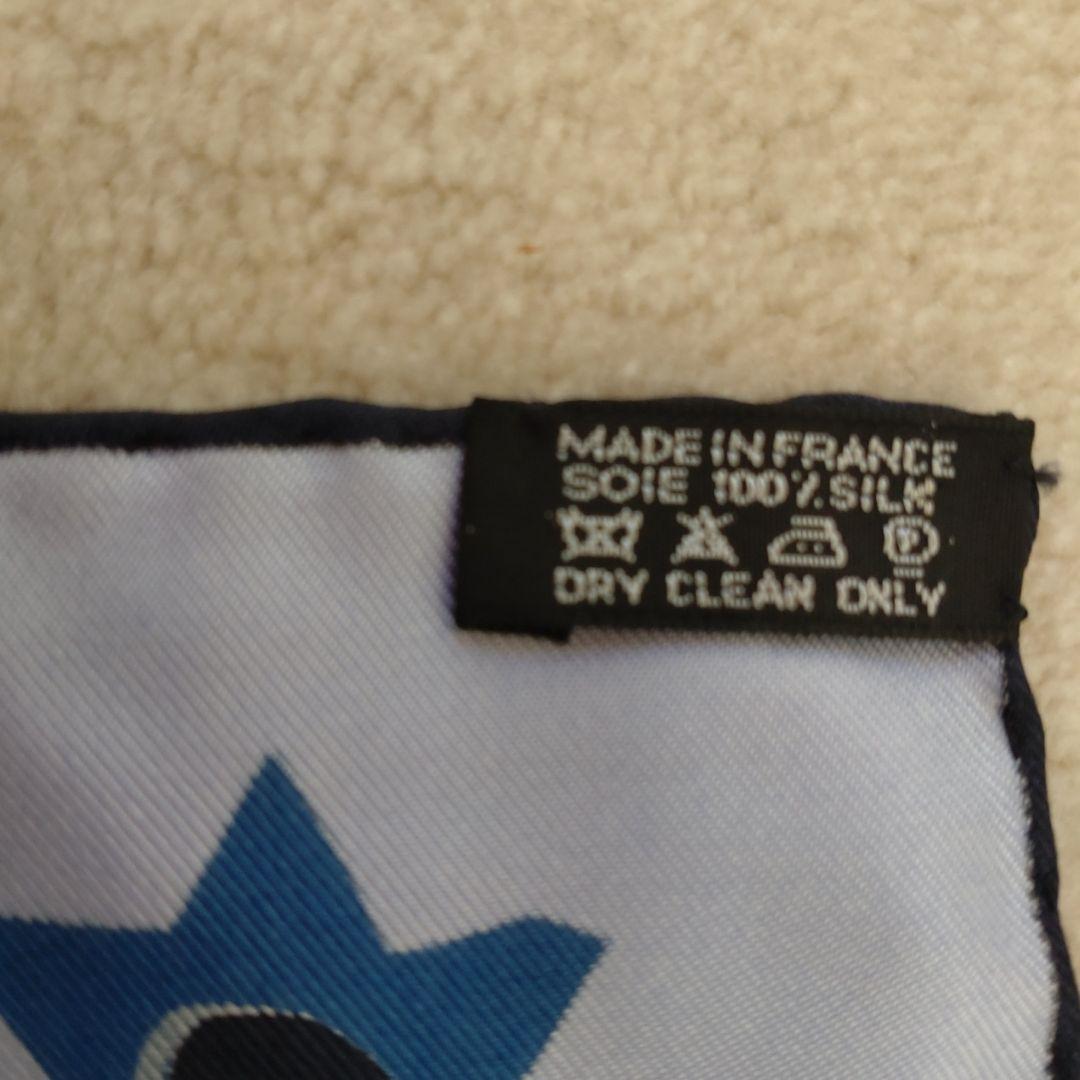 MADE IN FRANCE
SOIE 100% SILK
P
DRY CLEAN ONLY